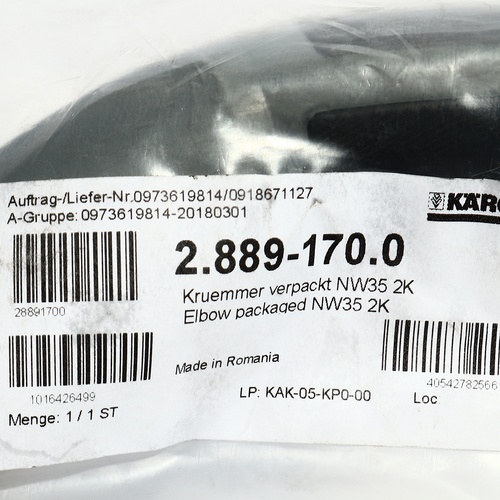 Auftrag-/Liefer-Nr.0973619814/0918671127
A-Gruppe: 0973619814-20180301
KÄRC
2.889-170.0
Kruemmer verpackt NW35 2K
Elbow packaged NW35 2K
28891700
Made in Romania
1016426499
LP: KAK-05-KP0-00
40542782566
Loc
Menge: 1 / 1 ST